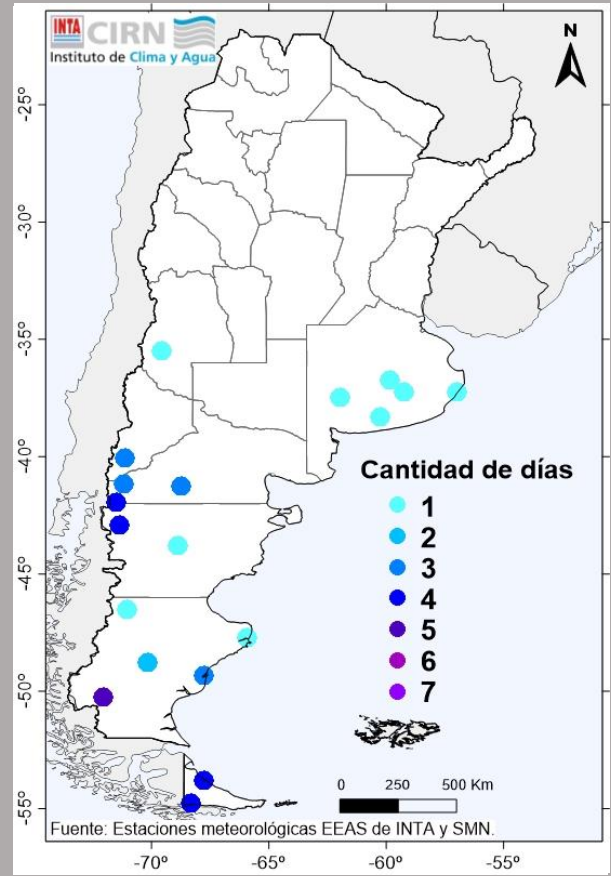 INTA CIRN
Instituto de Clima y Agua
N
-25°
-30°
-35°
-40°
-45°
-50°
-55°
Cantidad de días
1
2
3
4
5
6
7
0 250 500 Km
Fuente: Estaciones meteorológicas EEAS de INTA y SMN.
-70° -65° -60° -55°